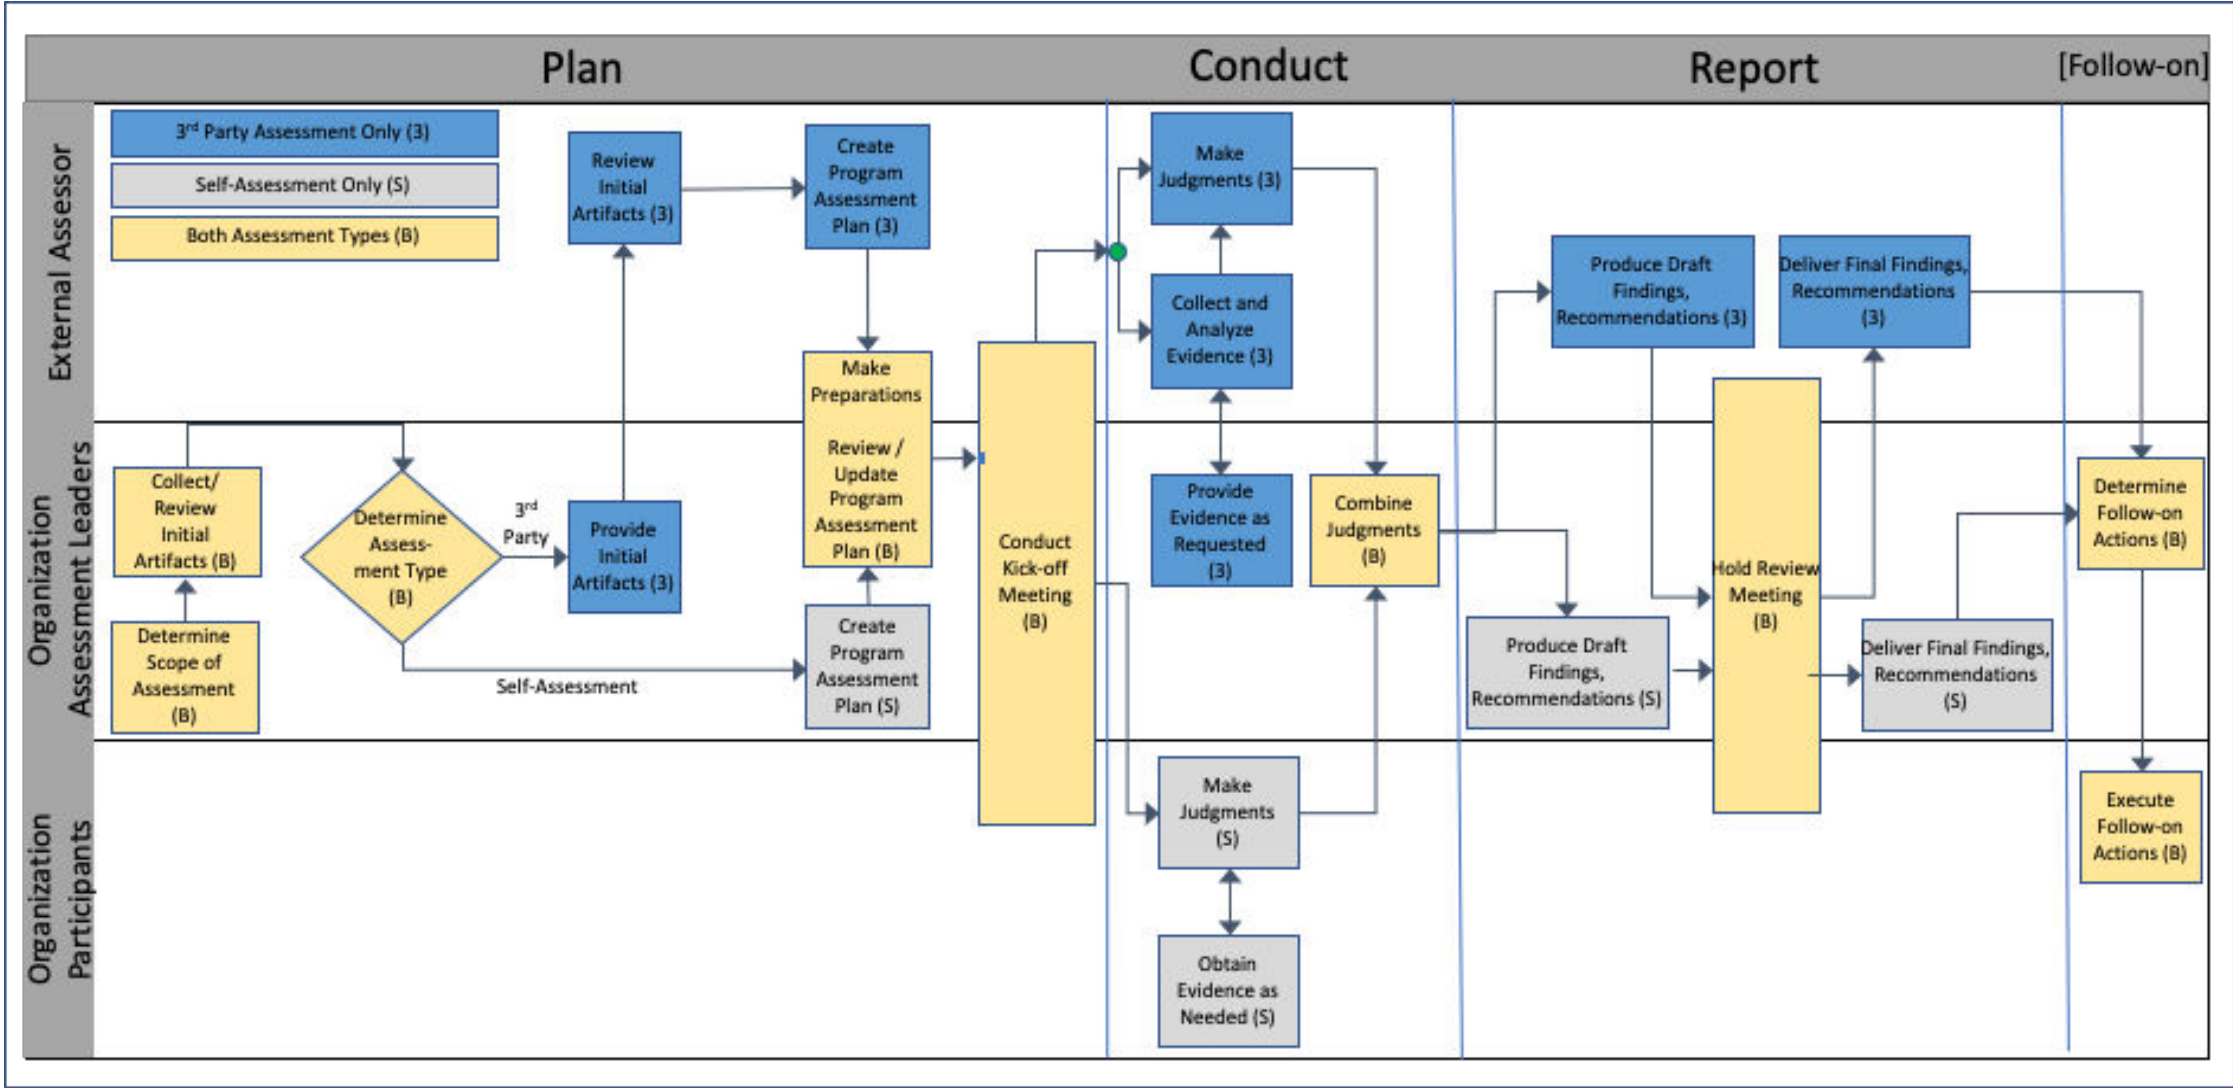 Plan
Conduct
Report
[Follow-on]
External Assessor
3rd Party Assessment Only (3)
Self-Assessment Only (S)
Both Assessment Types (B)
Review
Initial
Artifacts (3)
Create
Program
Assessment
Plan (3)
Make
Judgments (3)
Collect and
Analyze
Evidence (3)
Produce Draft
Findings,
Recommendations (3)
Deliver Final Findings,
Recommendations
(3)
Organization
Assessment Leaders
Collect/
Review
Initial
Artifacts (B)
Determine
Scope of
Assessment
(B)
Determine
Assess-
ment Type
(B)
3rd
Party
Self-Assessment
Provide
Initial
Artifacts (3)
Make
Preparations
Review /
Update
Program
Assessment
Plan (B)
Create
Program
Assessment
Plan (S)
Conduct
Kick-off
Meeting
(B)
Provide
Evidence as
Requested
(3)
Combine
Judgments
(B)
Produce Draft
Findings,
Recommendations (S)
Hold Review
Meeting
(B)
Deliver Final Findings,
Recommendations
(S)
Determine
Follow-on
Actions (B)
Organization
Participants
Make
Judgments
(S)
Obtain
Evidence as
Needed (S)
Execute
Follow-on
Actions (B)